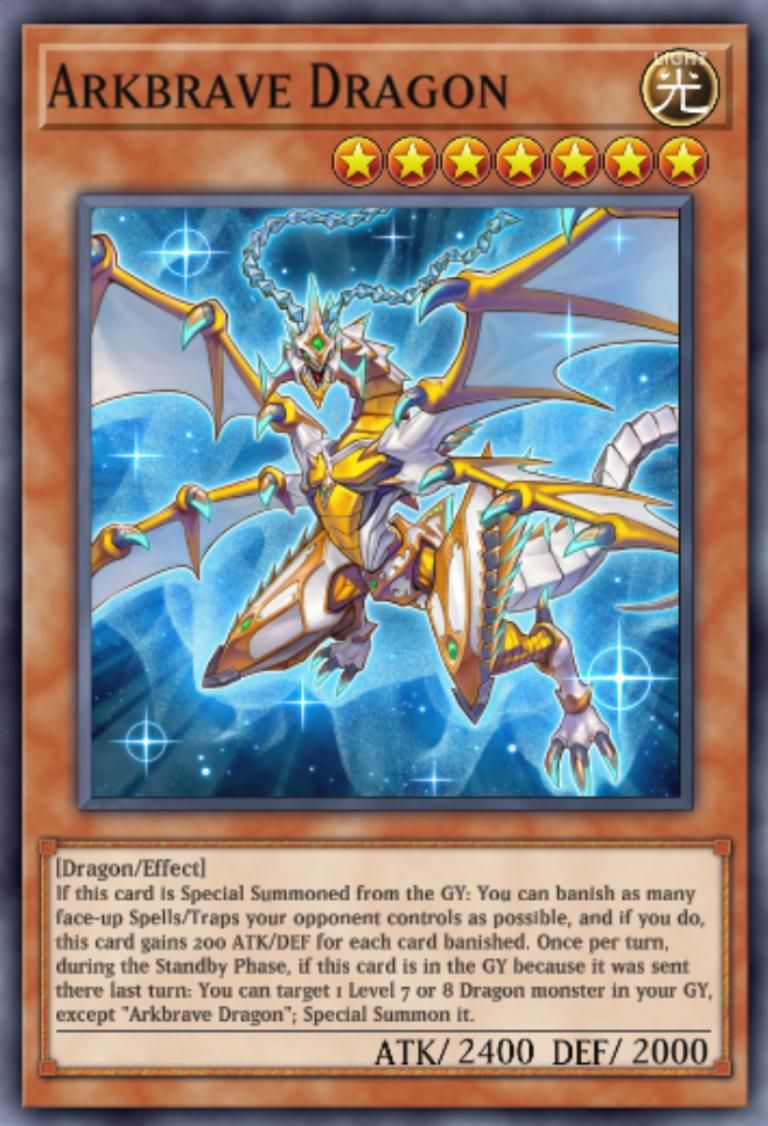 Arkbrave Dragon
LIGHT
光
[Dragon/Effect]
If this card is Special Summoned from the GY: You can banish as many
face-up Spells/Traps your opponent controls as possible, and if you do,
this card gains 200 ATK/DEF for each card banished. Once per turn,
during the Standby Phase, if this card is in the GY because it was sent
there last turn: You can target 1 Level 7 or 8 Dragon monster in your GY,
except "Arkbrave Dragon"; Special Summon it.
ATK/ 2400 DEF/ 2000